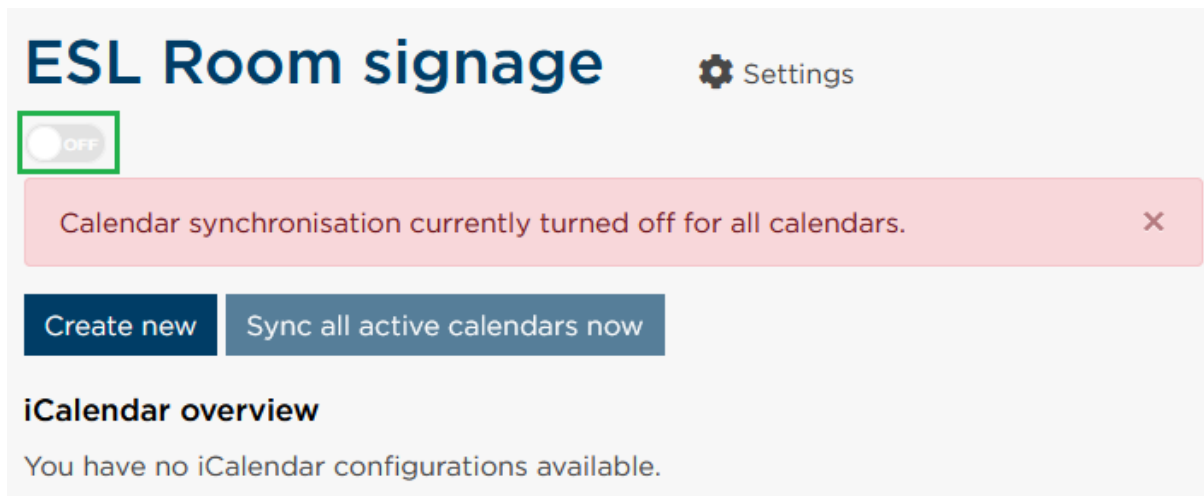 ESL Room signage
Settings
OFF
Calendar synchronisation currently turned off for all calendars.
Create new
Sync all active calendars now
iCalendar overview
You have no iCalendar configurations available.